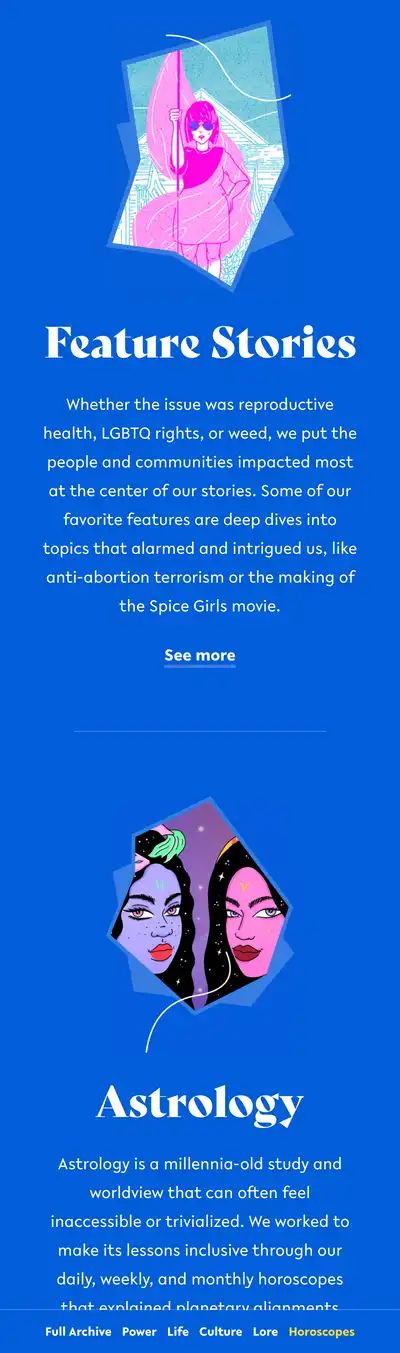 Feature Stories
Whether the issue was reproductive
health, LGBTQ rights, or weed, we put the
people and communities impacted most
at the center of our stories. Some of our
favorite features are deep dives into
topics that alarmed and intrigued us, like
anti-abortion terrorism or the making of
the Spice Girls movie.
See more
Astrology
Astrology is a millennia-old study and
worldview that can often feel
inaccessible or trivialized. We worked to
make its lessons inclusive through our
daily, weekly, and monthly horoscopes
that explained planetary alignments,
Full Archive Power Life Culture Lore Horoscopes